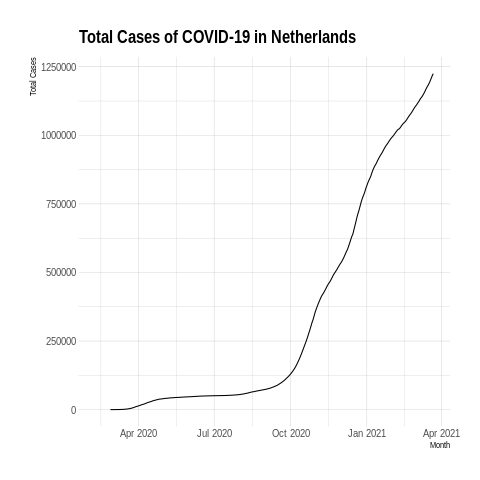 Total Cases of COVID-19 in Netherlands
Total Cases
1250000
1000000
750000
500000
250000
0
Apr 2020 Jul 2020 Oct 2020 Jan 2021 Apr 2021
Month